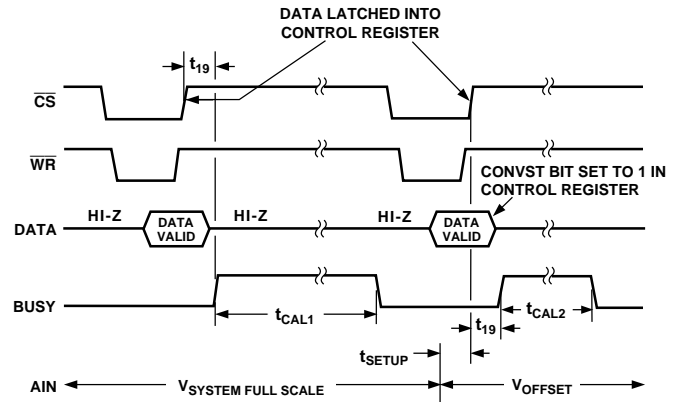 DATA LATCHED INTO
CONTROL REGISTER
t19
CS
WR
CONVST BIT SET TO 1 IN
CONTROL REGISTER
DATA
HI-Z
DATA
VALID
HI-Z
HI-Z
DATA
VALID
BUSY
tCAL1
t19
tCAL2
tSETUP
AIN
VSYSTEM FULL SCALE
VOFFSET